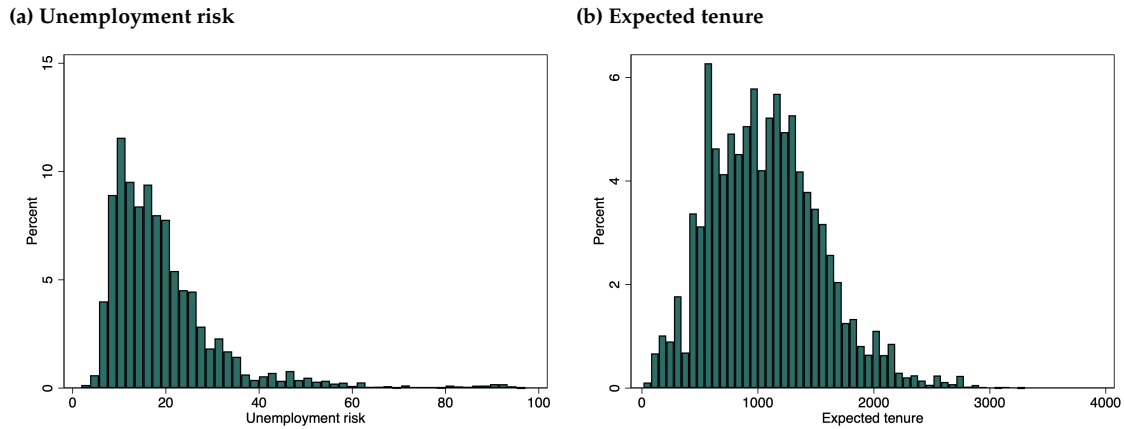 (a) Unemployment risk
15
10
5
0
Percent
0 20 40 60 80 100
Unemployment risk
(b) Expected tenure
6
4
2
0
Percent
0 1000 2000 3000 4000
Expected tenure